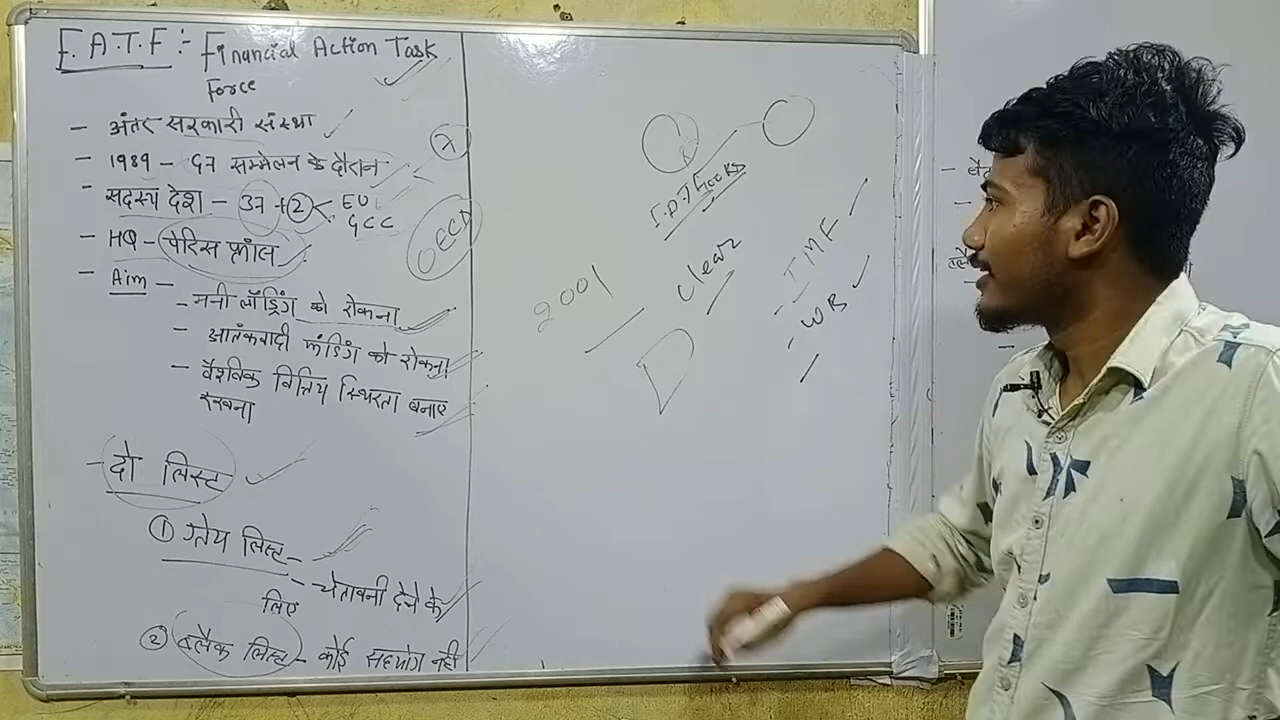 F.A.T.F :- Financial Action Task
Force
- अंतर सरकारी संस्था
- 1989 - G7 सम्मेलन के दौरान
- सदस्य देश - 37 + 2 < EU
GCC
- HQ - पेरिस फ्राँस
- Aim -
- मनी लॉड्रिंग को रोकना
- आतंकवादी फंडिंग को रोकना
- वैश्विक वित्तिय स्थिरता बनाए
रखना
- दो लिस्ट
① ग्रेय लिस्ट -
- चेतावनी देने के
लिए
② ब्लैक लिस्ट - कोई सहयोग नही
X
OECD
2001
Clear
D
- IMF
- WB